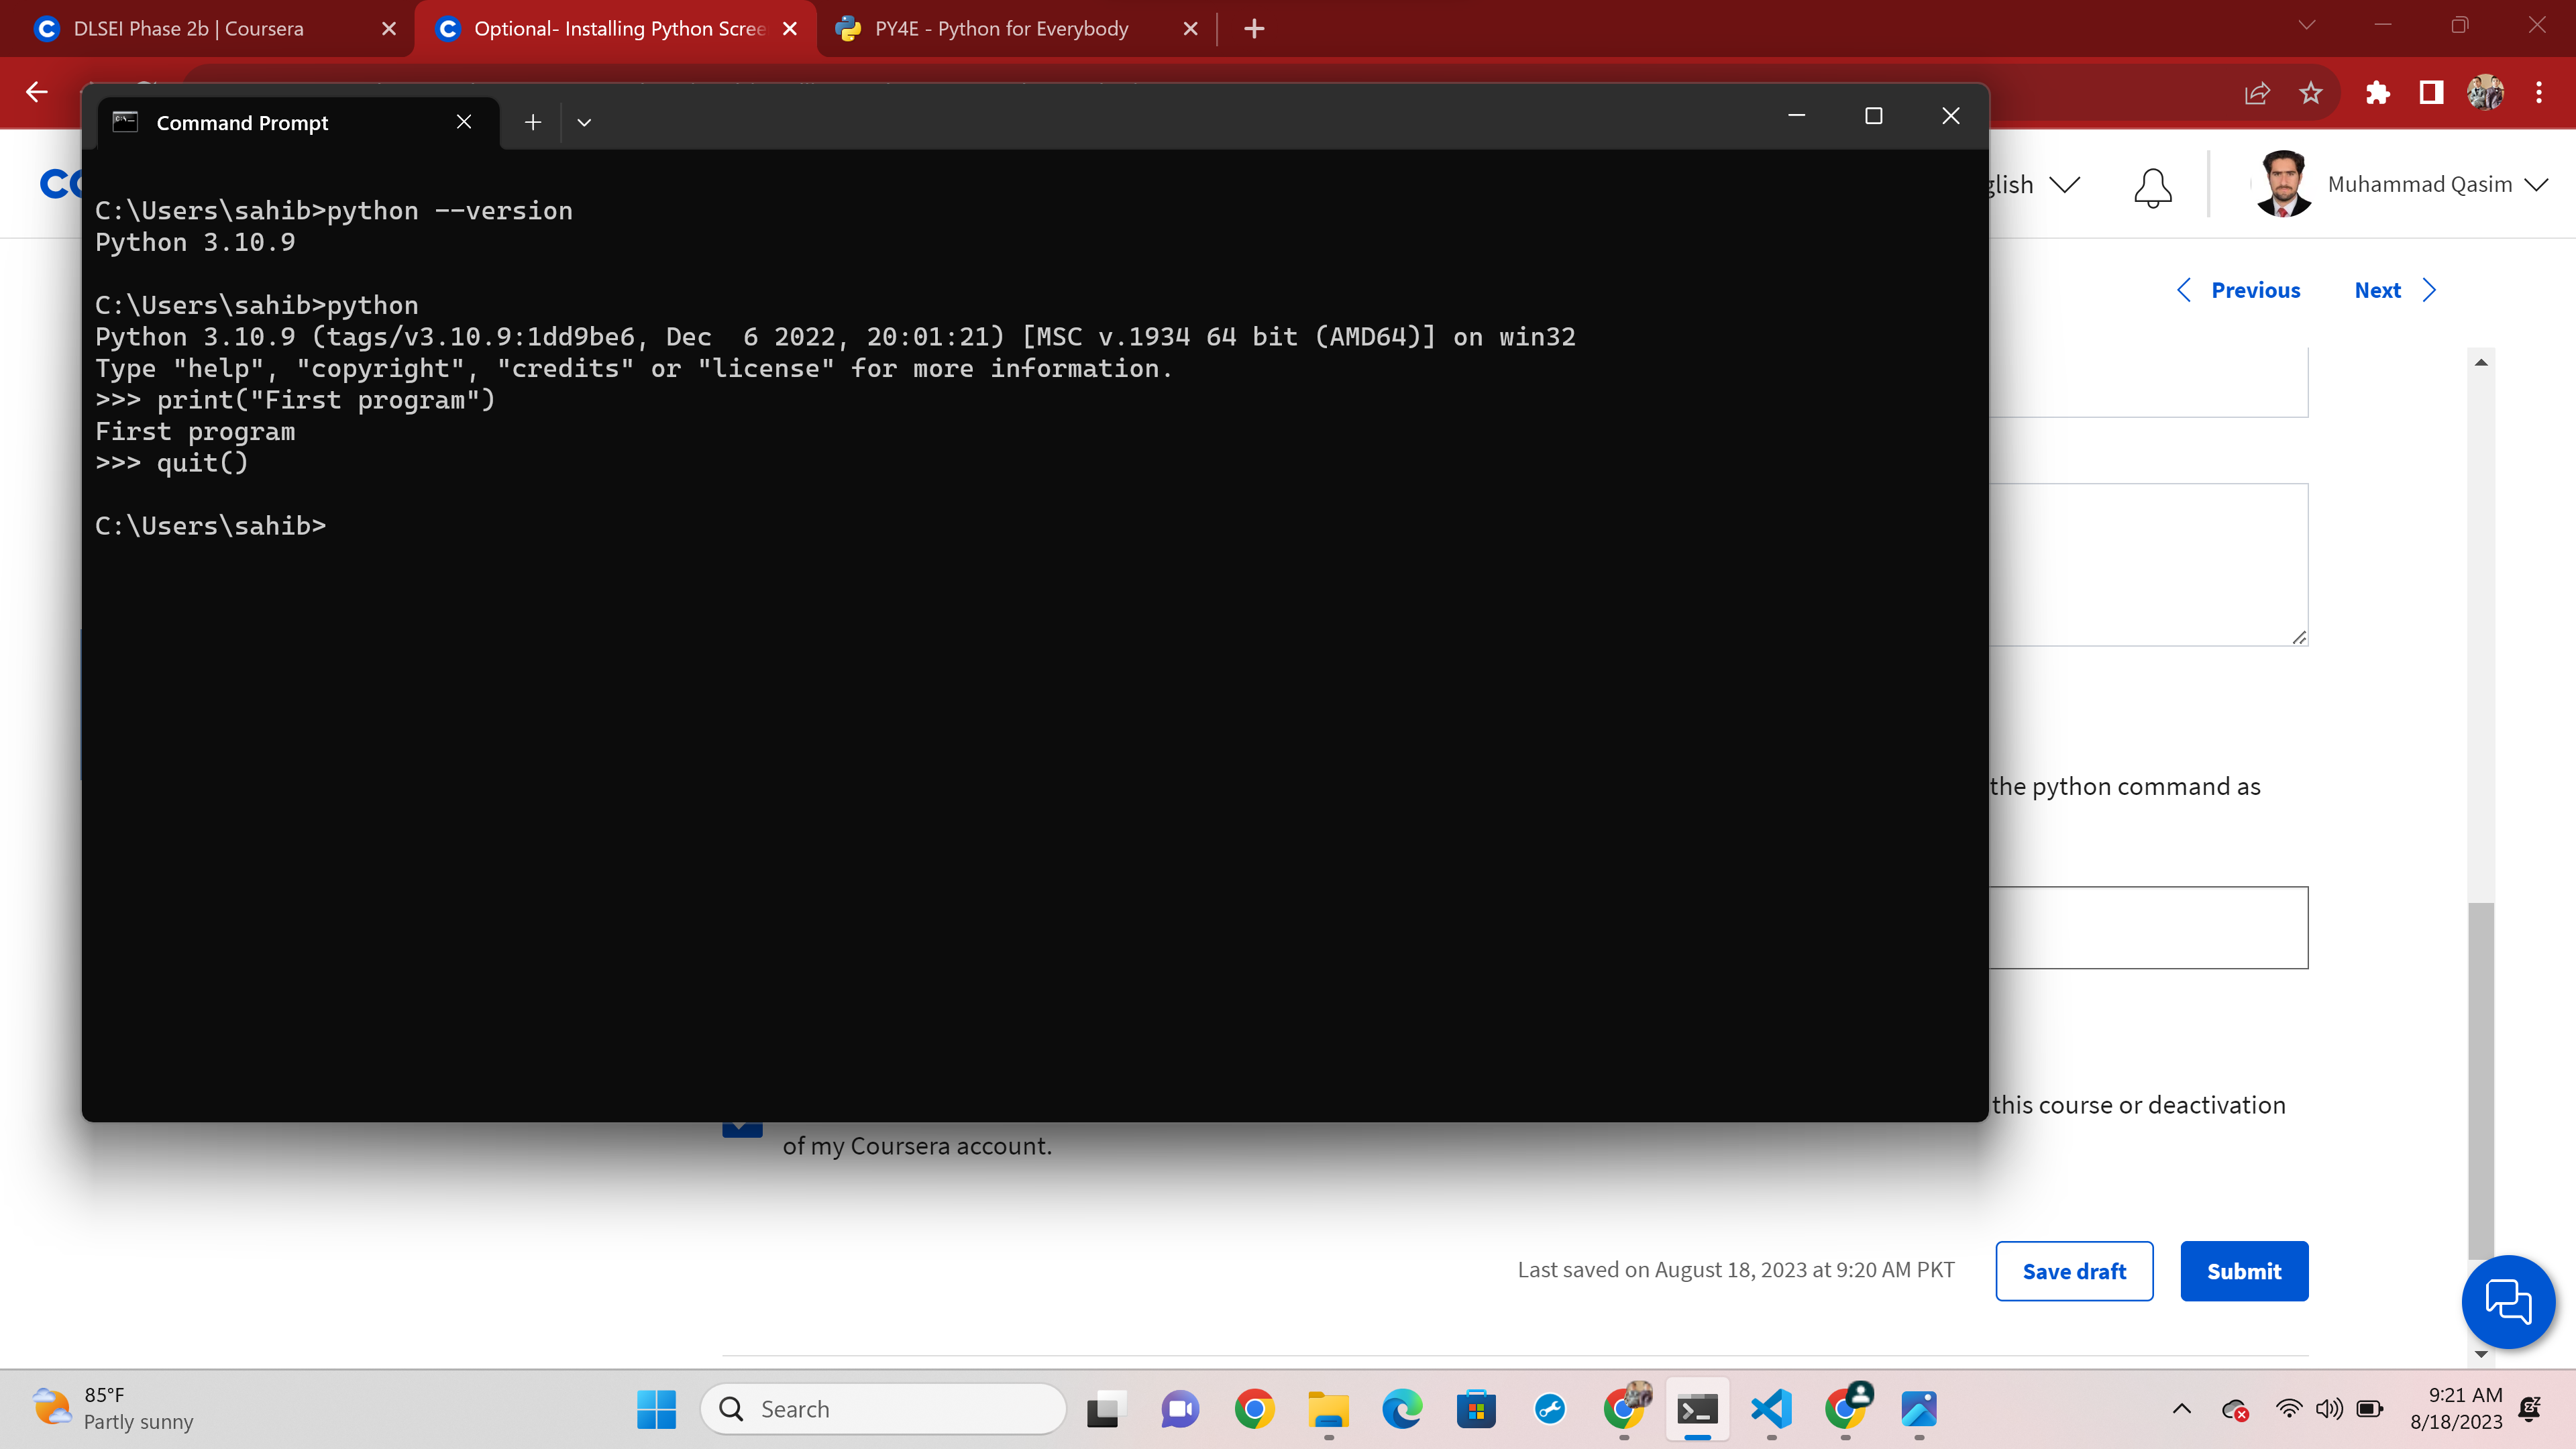 DLSEI Phase 2b | Coursera
Optional- Installing Python Scree
PY4E - Python for Everybody
Command Prompt
glish
Muhammad Qasim
C:\Users\sahib>python --version
Python 3.10.9
Previous
Next
C:\Users\sahib>python
Python 3.10.9 (tags/v3.10.9:1dd9be6, Dec  6 2022, 20:01:21) [MSC v.1934 64 bit (AMD64)] on win32
Type "help", "copyright", "credits" or "license" for more information.
>>> print("First program")
First program
>>> quit()
C:\Users\sahib>
the python command as
this course or deactivation
of my Coursera account.
Last saved on August 18, 2023 at 9:20 AM PKT
Save draft
Submit
85°F
Partly sunny
Search
9:21 AM
8/18/2023